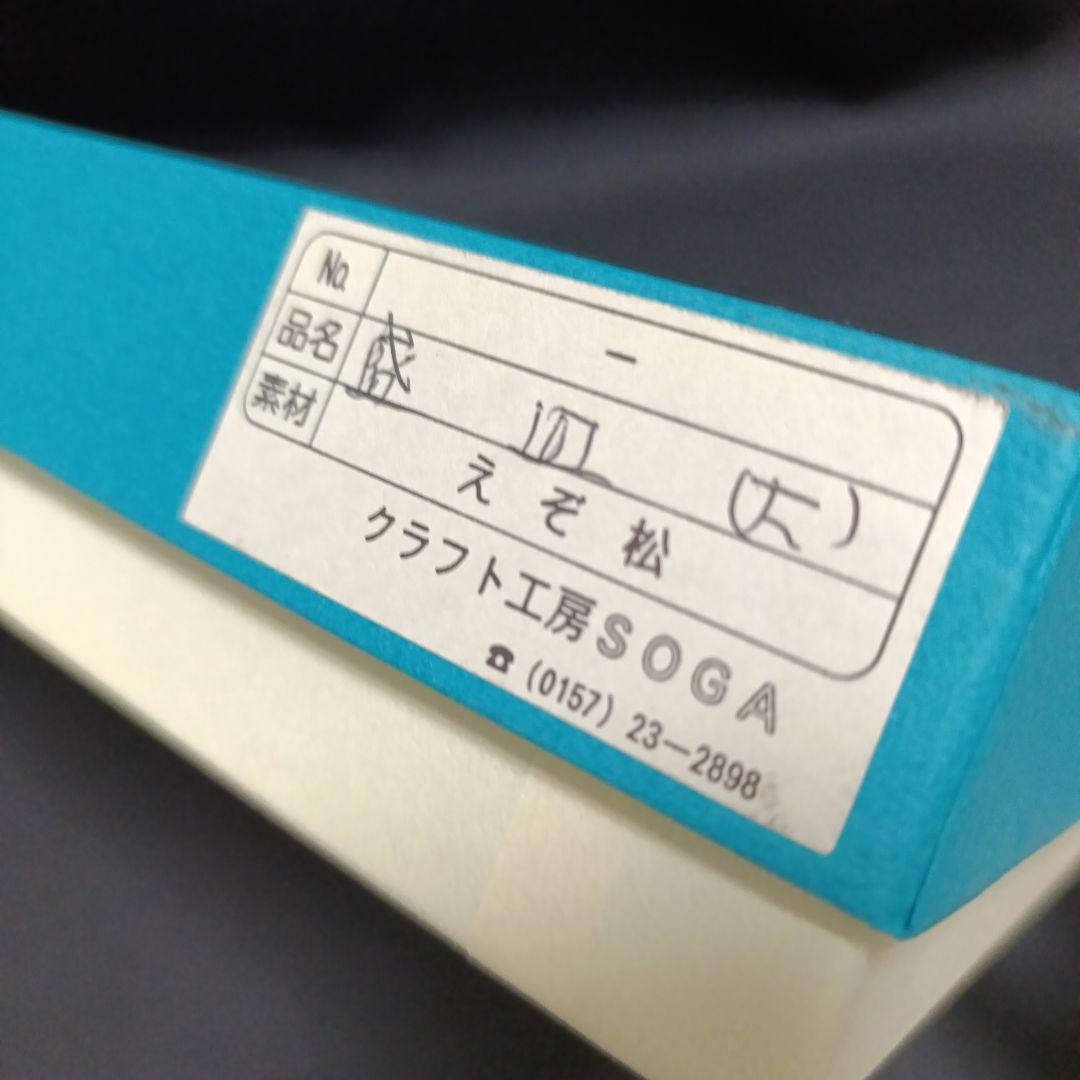 No. －
品名 盛皿 (大)
素材 えぞ松
クラフト工房SOGA
☎ (0157) 23－2898